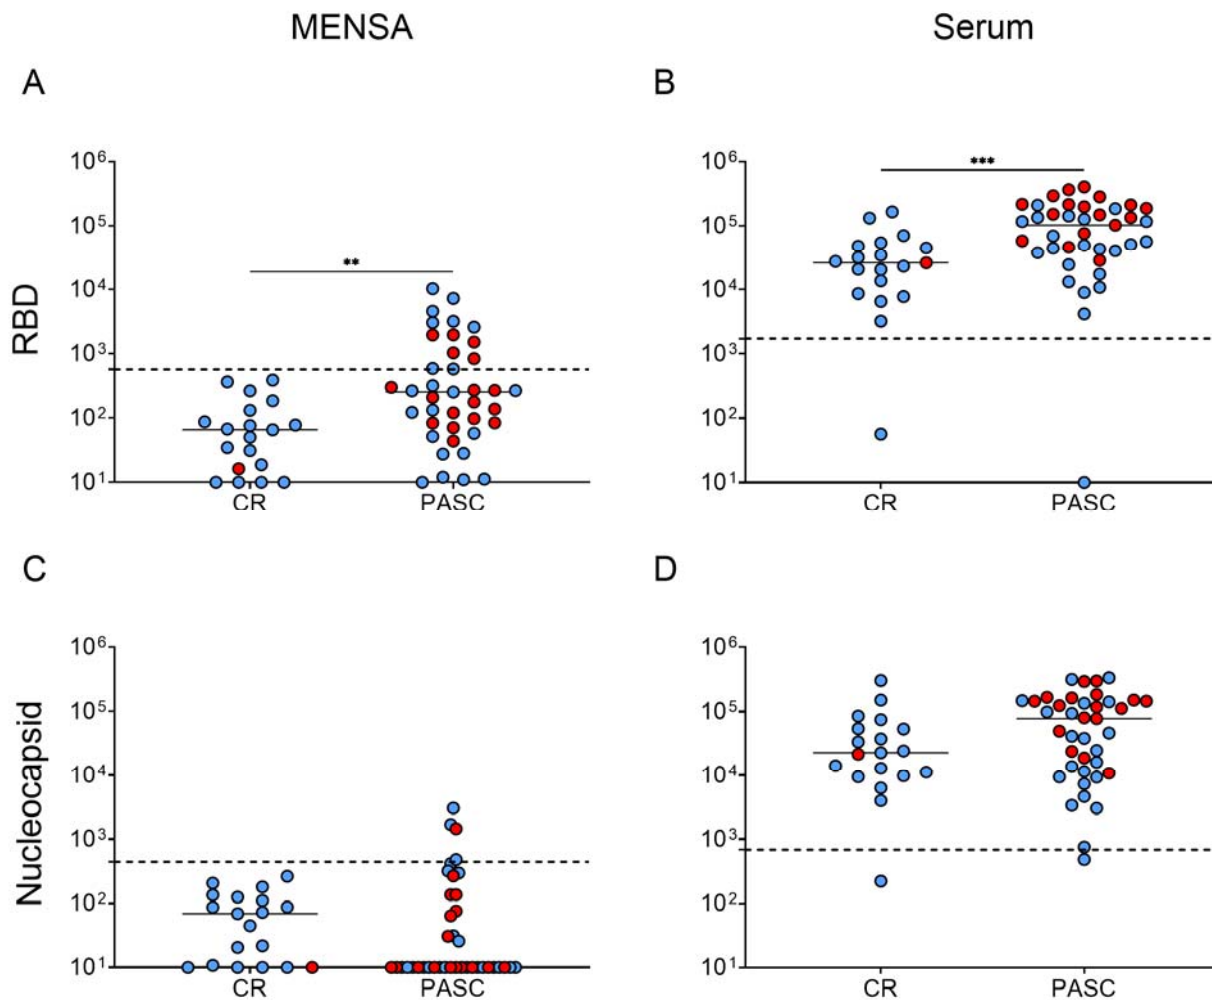 MENSA
Serum
A
B
RBD
10⁶
10⁵
10⁴
10³
10²
10¹
**
CR
PASC
10⁶
10⁵
10⁴
10³
10²
10¹
***
CR
PASC
C
D
Nucleocapsid
10⁶
10⁵
10⁴
10³
10²
10¹
CR
PASC
10⁶
10⁵
10⁴
10³
10²
10¹
CR
PASC